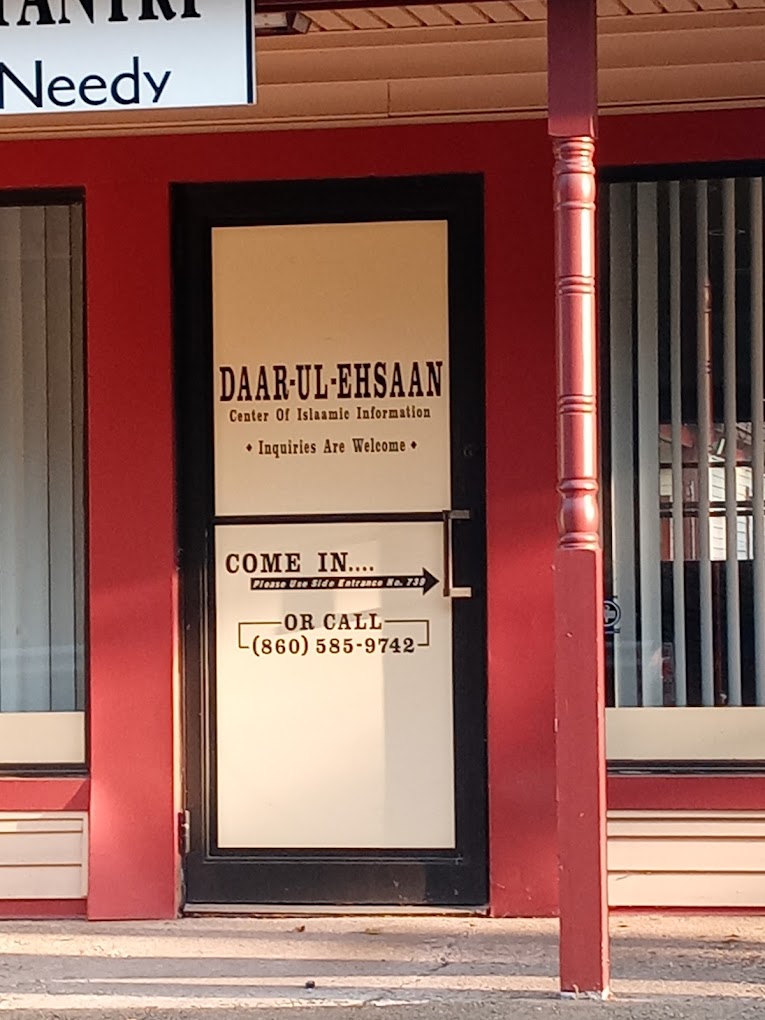 Needy
DAAR-UL-EHSAAN
Center Of Islaamic Information
♦ Inquiries Are Welcome ♦
COME IN....
Please Use Side Entrance No. 739
OR CALL
(860) 585-9742